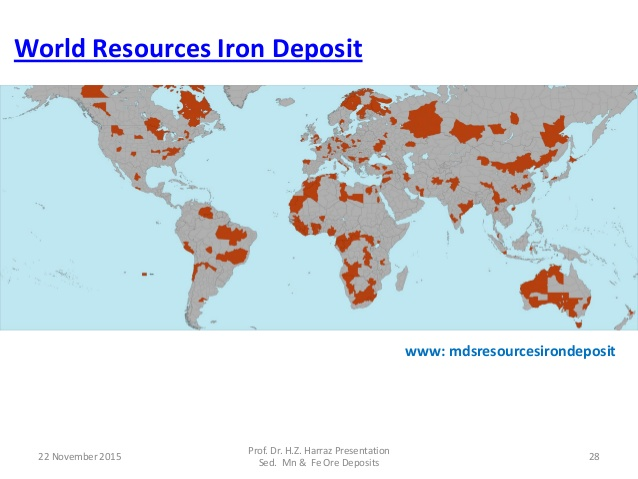 World Resources Iron Deposit
www: mdsresourcesirondeposit
22 November 2015
Prof. Dr. H.Z. Harraz Presentation
Sed.  Mn &  Fe Ore Deposits
28